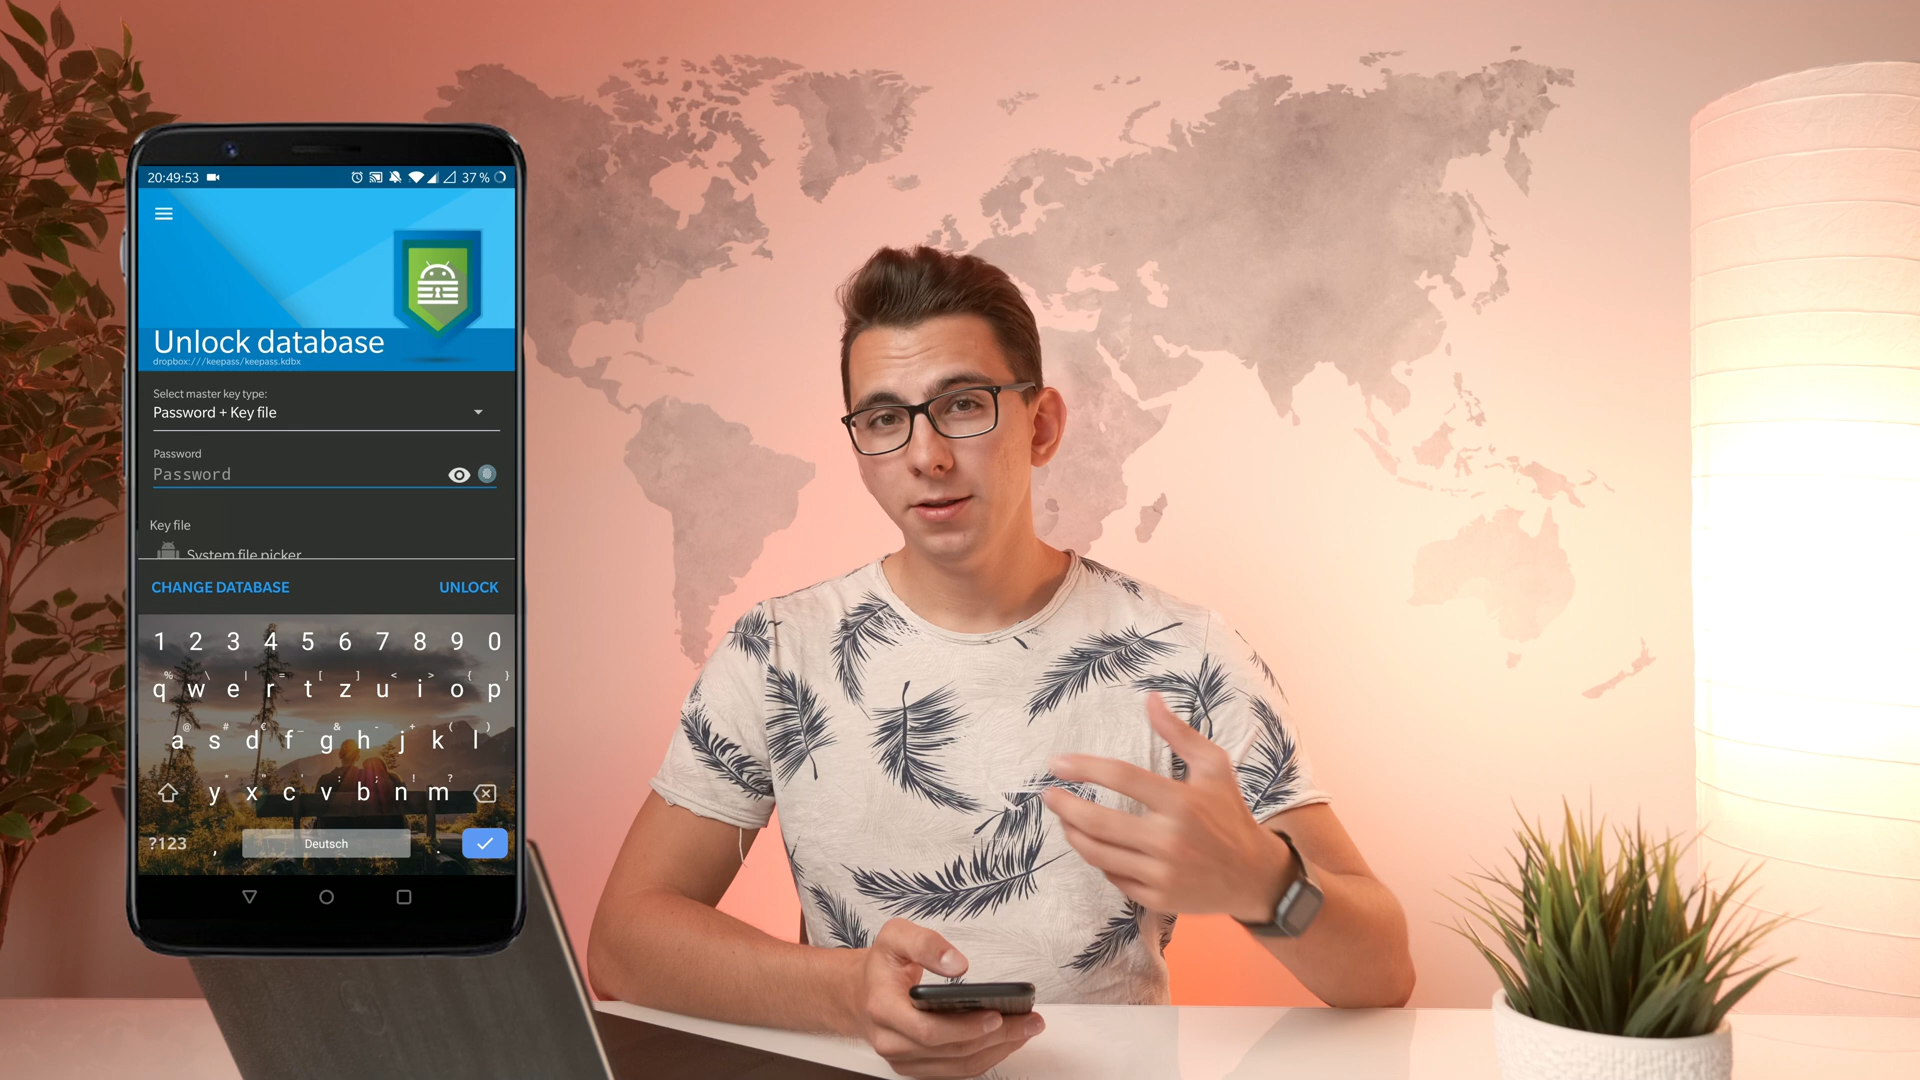 20:49:53 37 %
Unlock database
dropbox:///keepass/keepass.kdbx
Select master key type:
Password + Key file
Password
Password
Key file
System file picker
CHANGE DATABASE UNLOCK
1 2 3 4 5 6 7 8 9 0
% \ | = [ ] < > { }
q w e r t z u i o p
@ # € _ & - + ( )
a s d f g h j k l
* " ' : ; ! ?
y x c v b n m
?123 , Deutsch .